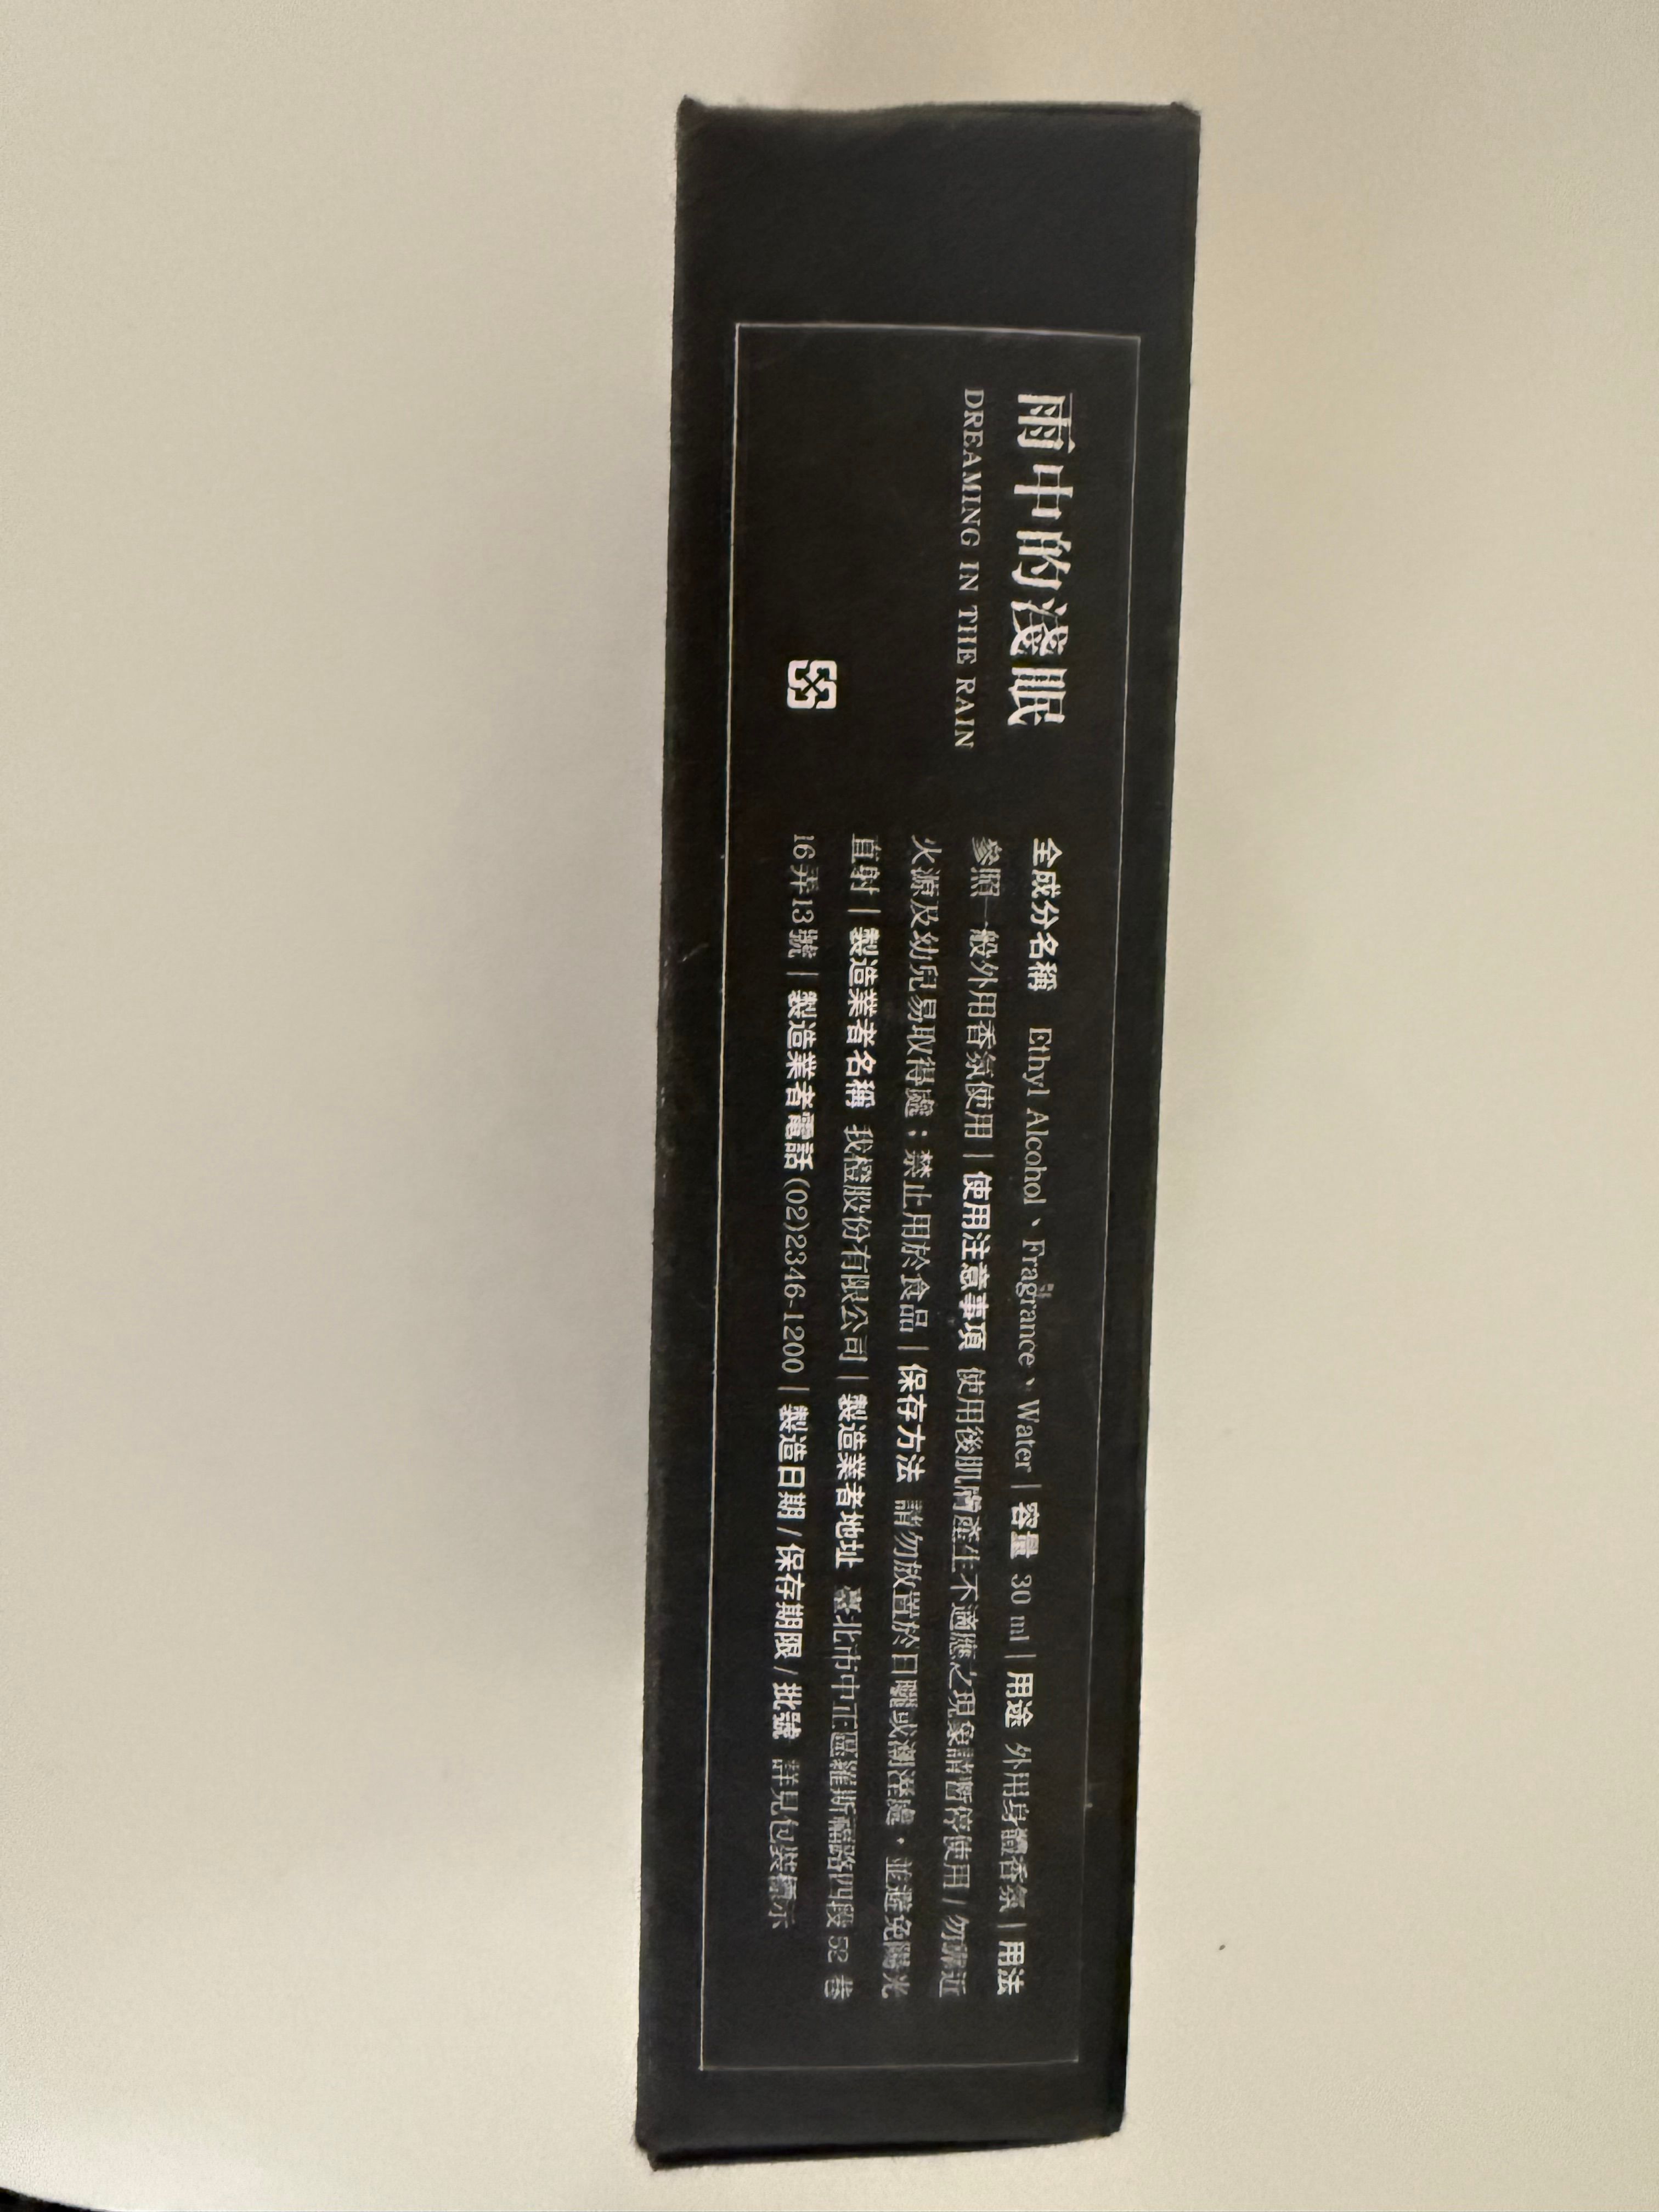 雨中的淺眠
DREAMING IN THE RAIN
全成分名稱 Ethyl Alcohol、Fragrance、Water｜容量 30 ml｜用途 外用身體香氛｜用法
參照一般外用香氛使用｜使用注意事項 使用後肌膚產生不適應之現象請暫停使用 / 勿靠近
火源及幼兒易取得處；禁止用於食品｜保存方法 請勿放置於日曬或潮溼處，並避免陽光
直射｜製造業者名稱 我橙股份有限公司｜製造業者地址 臺北市中正區羅斯福路四段 52 巷
16弄13號｜製造業者電話 (02)2346-1200｜製造日期 / 保存期限 / 批號 詳見包裝標示